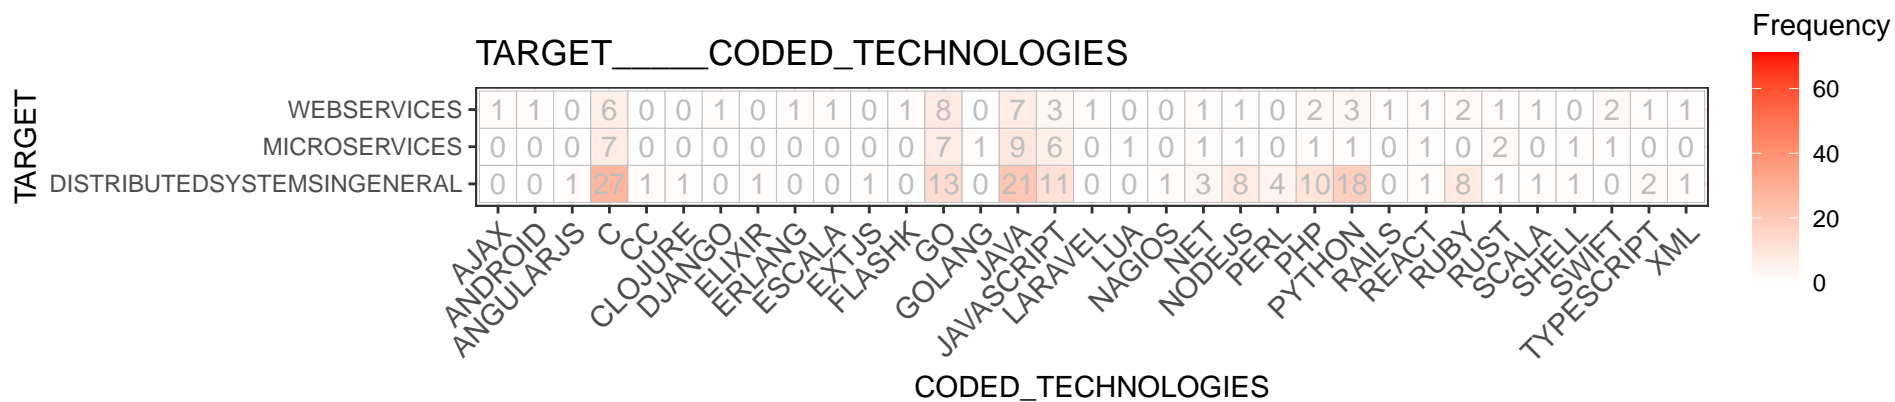 TARGET_____CODED_TECHNOLOGIES
Frequency
60
40
20
0
TARGET
WEBSERVICES 1 1 0 6 0 0 1 0 1 1 0 1 8 0 7 3 1 0 0 1 1 0 2 3 1 1 2 1 1 0 2 1 1
MICROSERVICES 0 0 0 7 0 0 0 0 0 0 0 0 7 1 9 6 0 1 0 1 1 0 1 1 0 1 0 2 0 1 1 0 0
DISTRIBUTEDSYSTEMSINGENERAL 0 0 1 27 1 1 0 1 0 0 1 0 13 0 21 11 0 0 1 3 8 4 10 18 0 1 8 1 1 1 0 2 1
AJAX
ANDROID
ANGULARJS
C
CC
CLOJURE
DJANGO
ELIXIR
ERLANG
ESCALA
EXTJS
FLASHK
GO
GOLANG
JAVA
JAVASCRIPT
LARAVEL
LUA
NAGIOS
NET
NODEJS
PERL
PHP
PYTHON
RAILS
REACT
RUBY
RUST
SCALA
SHELL
SWIFT
TYPESCRIPT
XML
CODED_TECHNOLOGIES